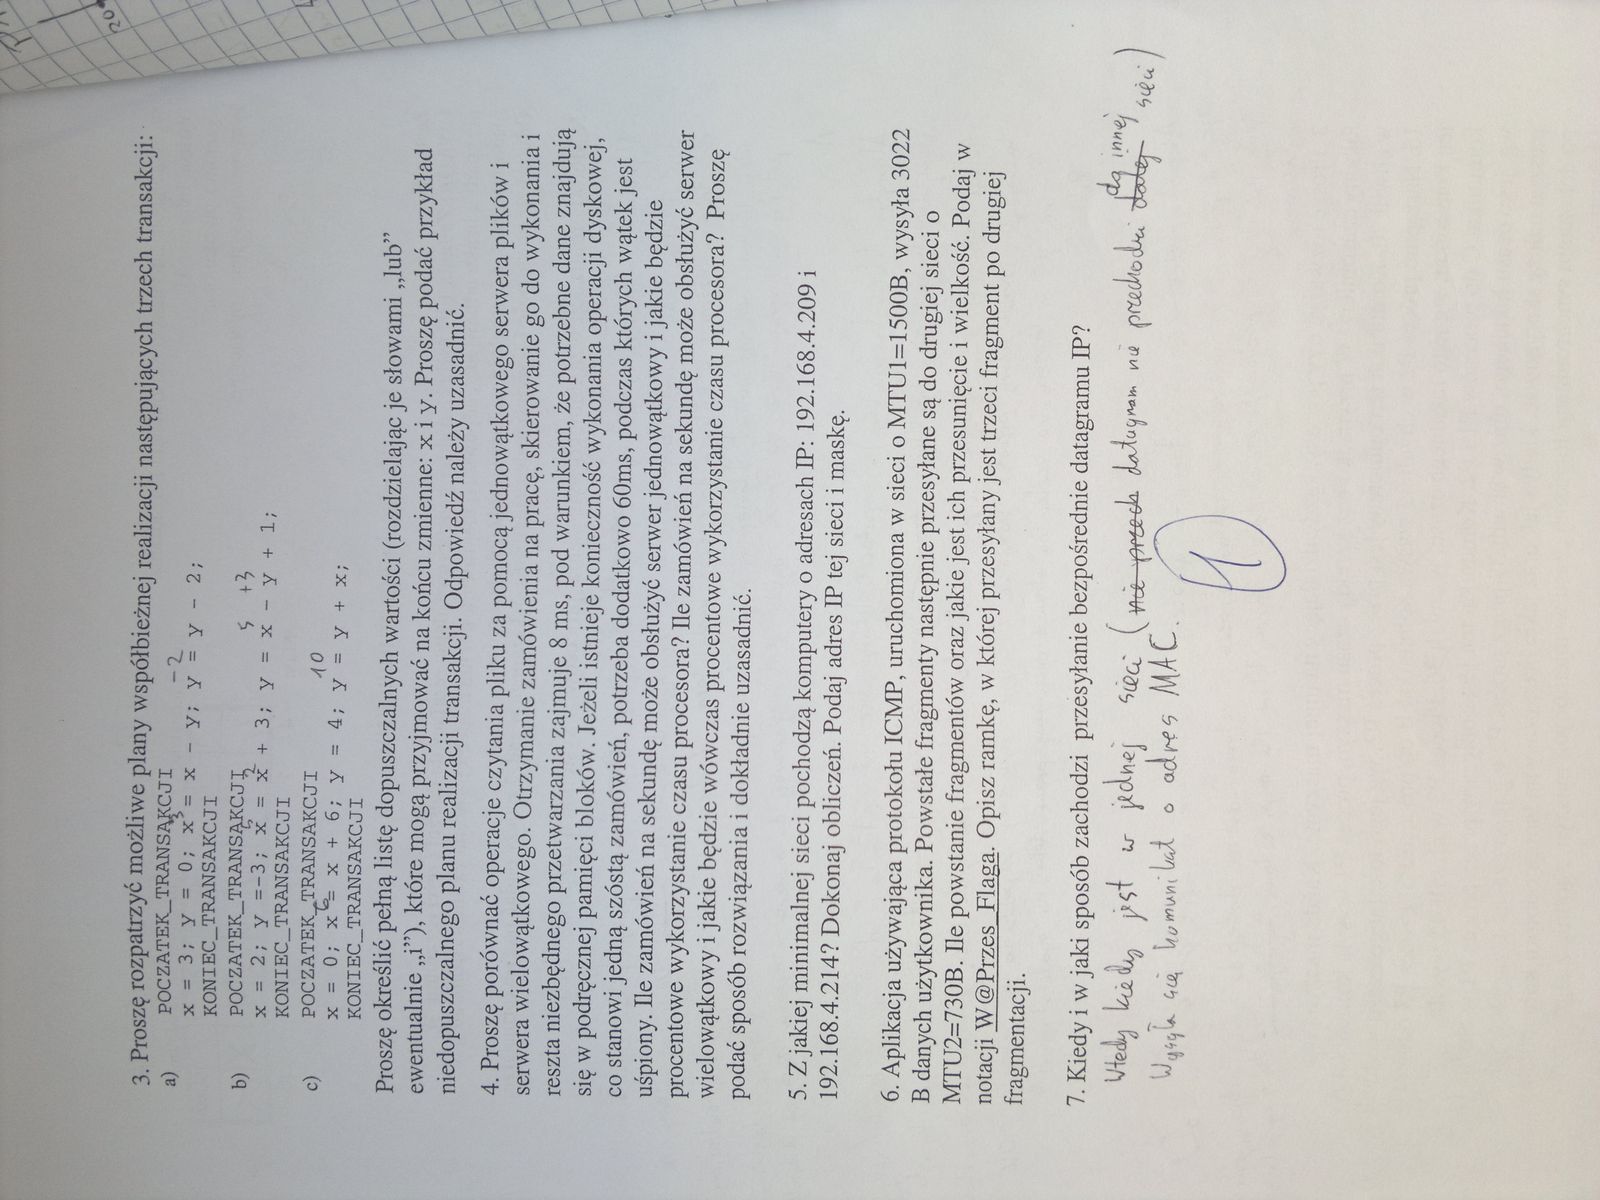 3. Proszę rozpatrzyć możliwe plany współbieżnej realizacji następujących trzech transakcji:
a) POCZATEK_TRANSAKCJI
x = 3; y = 0; x = x - y; y = y - 2;
KONIEC_TRANSAKCJI
b) POCZATEK_TRANSAKCJI
x = 2; y =-3; x = x + 3; y = x - y + 1;
KONIEC_TRANSAKCJI
c) POCZATEK_TRANSAKCJI
x = 0; x = x + 6; y = 4; y = y + x;
KONIEC_TRANSAKCJI
3 -2
2 5 5 +3
6 10
Proszę określić pełną listę dopuszczalnych wartości (rozdzielając je słowami „lub”
ewentualnie „i”), które mogą przyjmować na końcu zmienne: x i y. Proszę podać przykład
niedopuszczalnego planu realizacji transakcji. Odpowiedź należy uzasadnić.
4. Proszę porównać operacje czytania pliku za pomocą jednowątkowego serwera plików i
serwera wielowątkowego. Otrzymanie zamówienia na pracę, skierowanie go do wykonania i
reszta niezbędnego przetwarzania zajmuje 8 ms, pod warunkiem, że potrzebne dane znajdują
się w podręcznej pamięci bloków. Jeżeli istnieje konieczność wykonania operacji dyskowej,
co stanowi jedną szóstą zamówień, potrzeba dodatkowo 60ms, podczas których wątek jest
uśpiony. Ile zamówień na sekundę może obsłużyć serwer jednowątkowy i jakie będzie
procentowe wykorzystanie czasu procesora? Ile zamówień na sekundę może obsłużyć serwer
wielowątkowy i jakie będzie wówczas procentowe wykorzystanie czasu procesora? Proszę
podać sposób rozwiązania i dokładnie uzasadnić.
5. Z jakiej minimalnej sieci pochodzą komputery o adresach IP: 192.168.4.209 i
192.168.4.214? Dokonaj obliczeń. Podaj adres IP tej sieci i maskę.
6. Aplikacja używająca protokołu ICMP, uruchomiona w sieci o MTU1=1500B, wysyła 3022
B danych użytkownika. Powstałe fragmenty następnie przesyłane są do drugiej sieci o
MTU2=730B. Ile powstanie fragmentów oraz jakie jest ich przesunięcie i wielkość. Podaj w
notacji W@Przes_Flaga. Opisz ramkę, w której przesyłany jest trzeci fragment po drugiej
fragmentacji.
7. Kiedy i w jaki sposób zachodzi przesyłanie bezpośrednie datagramu IP?
Wtedy kiedy jest w jednej sieci (nie przech datagram nie przechodzi dalej do innej sieci)
Wysyła się komunikat o adres MAC.
1
20